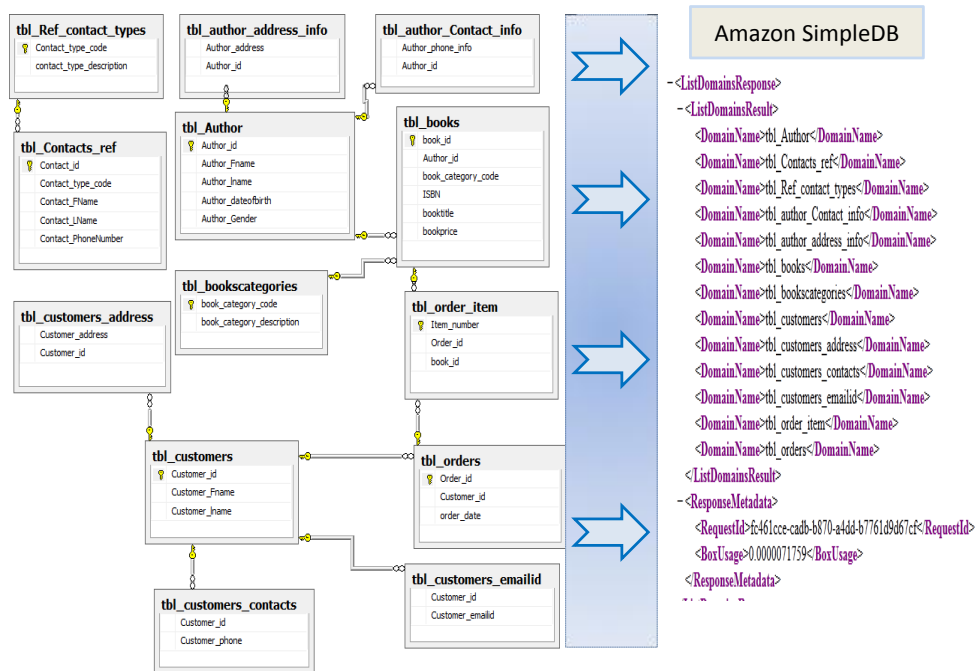 tbl_Ref_contact_types
Contact_type_code
contact_type_description
tbl_author_address_info
Author_address
Author_id
tbl_author_Contact_info
Author_phone_info
Author_id
tbl_Contacts_ref
Contact_id
Contact_type_code
Contact_FName
Contact_LName
Contact_PhoneNumber
tbl_Author
Author_id
Author_Fname
Author_lname
Author_dateofbirth
Author_Gender
tbl_books
book_id
Author_id
book_category_code
ISBN
booktitle
bookprice
tbl_bookscategories
book_category_code
book_category_description
tbl_customers_address
Customer_address
Customer_id
tbl_order_item
Item_number
Order_id
book_id
tbl_customers
Customer_id
Customer_Fname
Customer_lname
tbl_orders
Order_id
Customer_id
order_date
tbl_customers_emailid
Customer_id
Customer_emailid
tbl_customers_contacts
Customer_id
Customer_phone
Amazon SimpleDB
−<ListDomainsResponse>
−<ListDomainsResult>
<DomainName>tbl_Author</DomainName>
<DomainName>tbl_Contacts_ref</DomainName>
<DomainName>tbl_Ref_contact_types</DomainName>
<DomainName>tbl_author_Contact_info</DomainName>
<DomainName>tbl_author_address_info</DomainName>
<DomainName>tbl_books</DomainName>
<DomainName>tbl_bookscategories</DomainName>
<DomainName>tbl_customers</DomainName>
<DomainName>tbl_customers_address</DomainName>
<DomainName>tbl_customers_contacts</DomainName>
<DomainName>tbl_customers_emailid</DomainName>
<DomainName>tbl_order_item</DomainName>
<DomainName>tbl_orders</DomainName>
</ListDomainsResult>
−<ResponseMetadata>
<RequestId>fc461cce-cadb-b870-a4dd-b7761d9d67cf</RequestId>
<BoxUsage>0.0000071759</BoxUsage>
</ResponseMetadata>